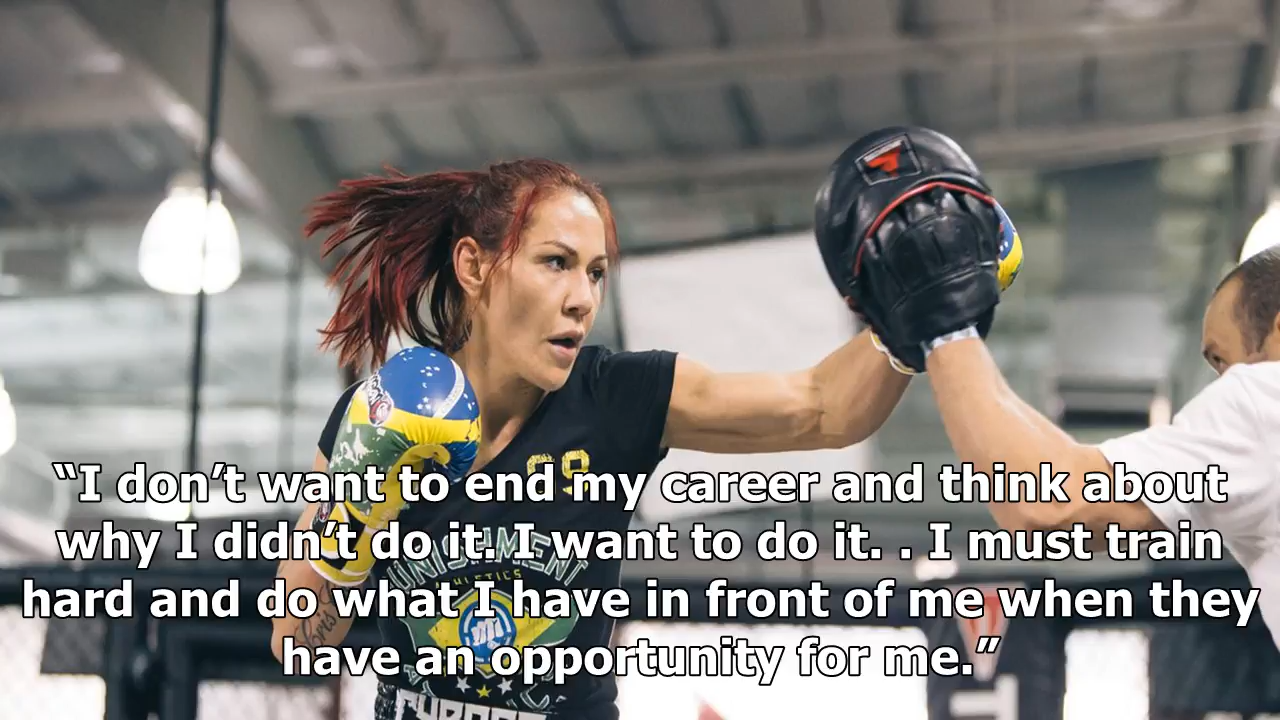 “I don’t want to end my career and think about
why I didn’t do it. I want to do it. . I must train
hard and do what I have in front of me when they
have an opportunity for me.”